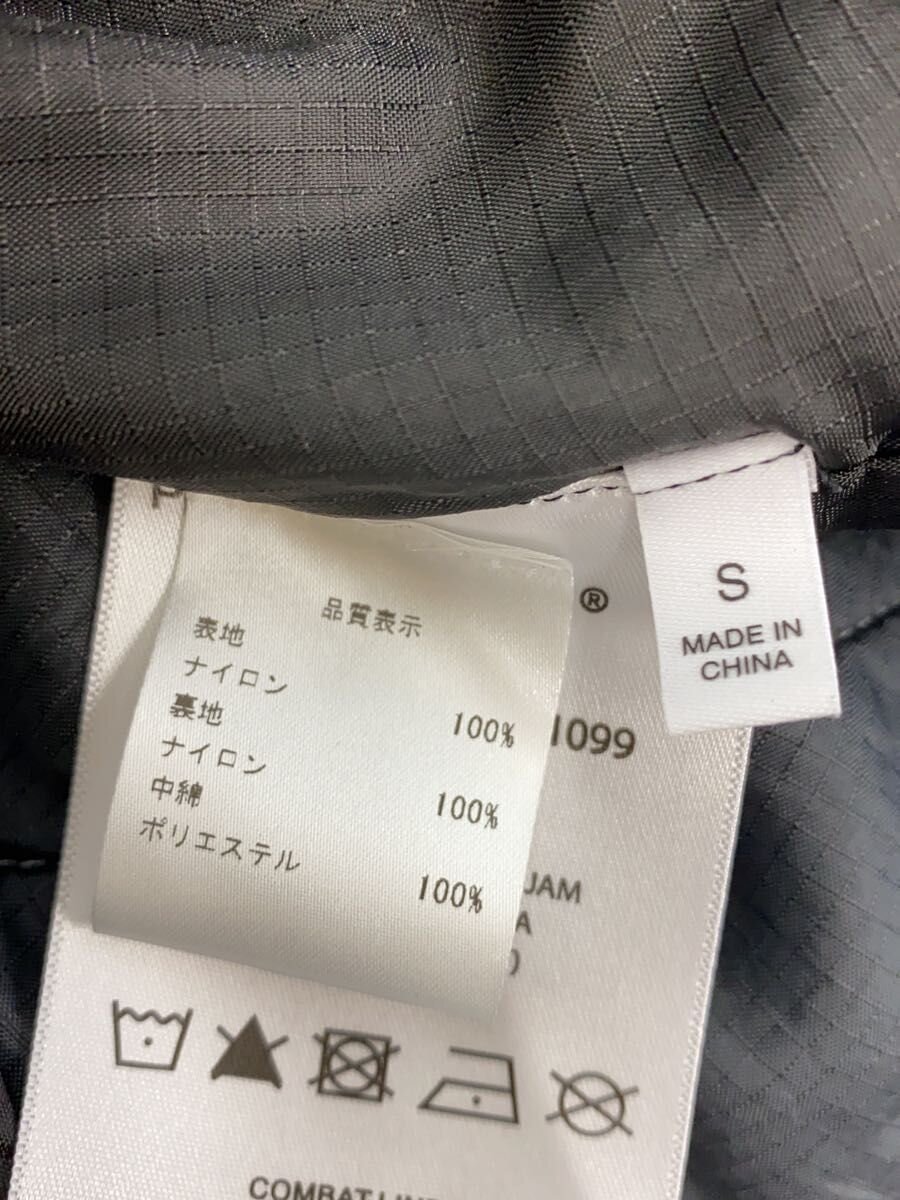 品質表示
表地
ナイロン 100%
裏地
ナイロン 100%
中綿
ポリエステル 100%
®
1099
JAM
A
S
MADE IN
CHINA